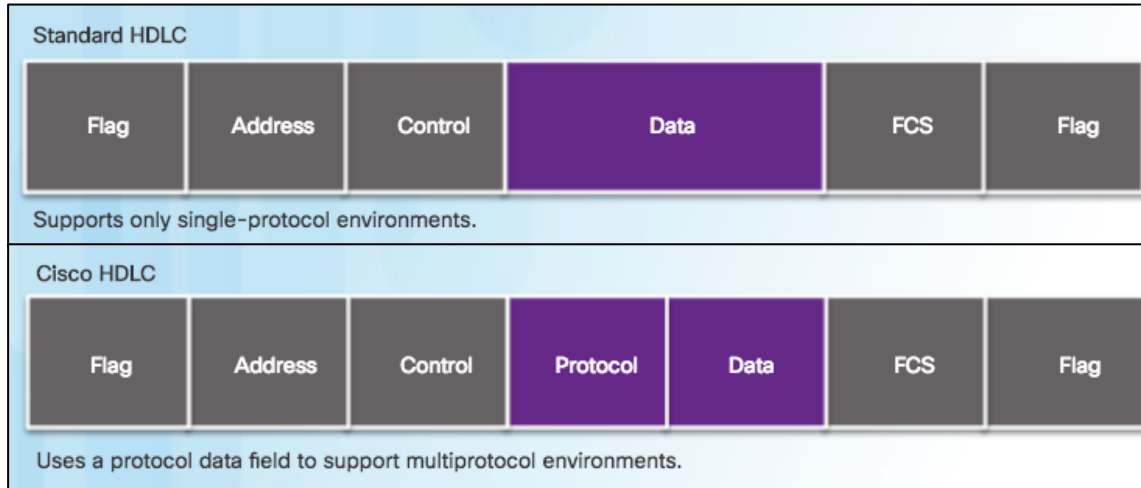 Standard HDLC
Flag Address Control Data FCS Flag
Supports only single-protocol environments.
Cisco HDLC
Flag Address Control Protocol Data FCS Flag
Uses a protocol data field to support multiprotocol environments.